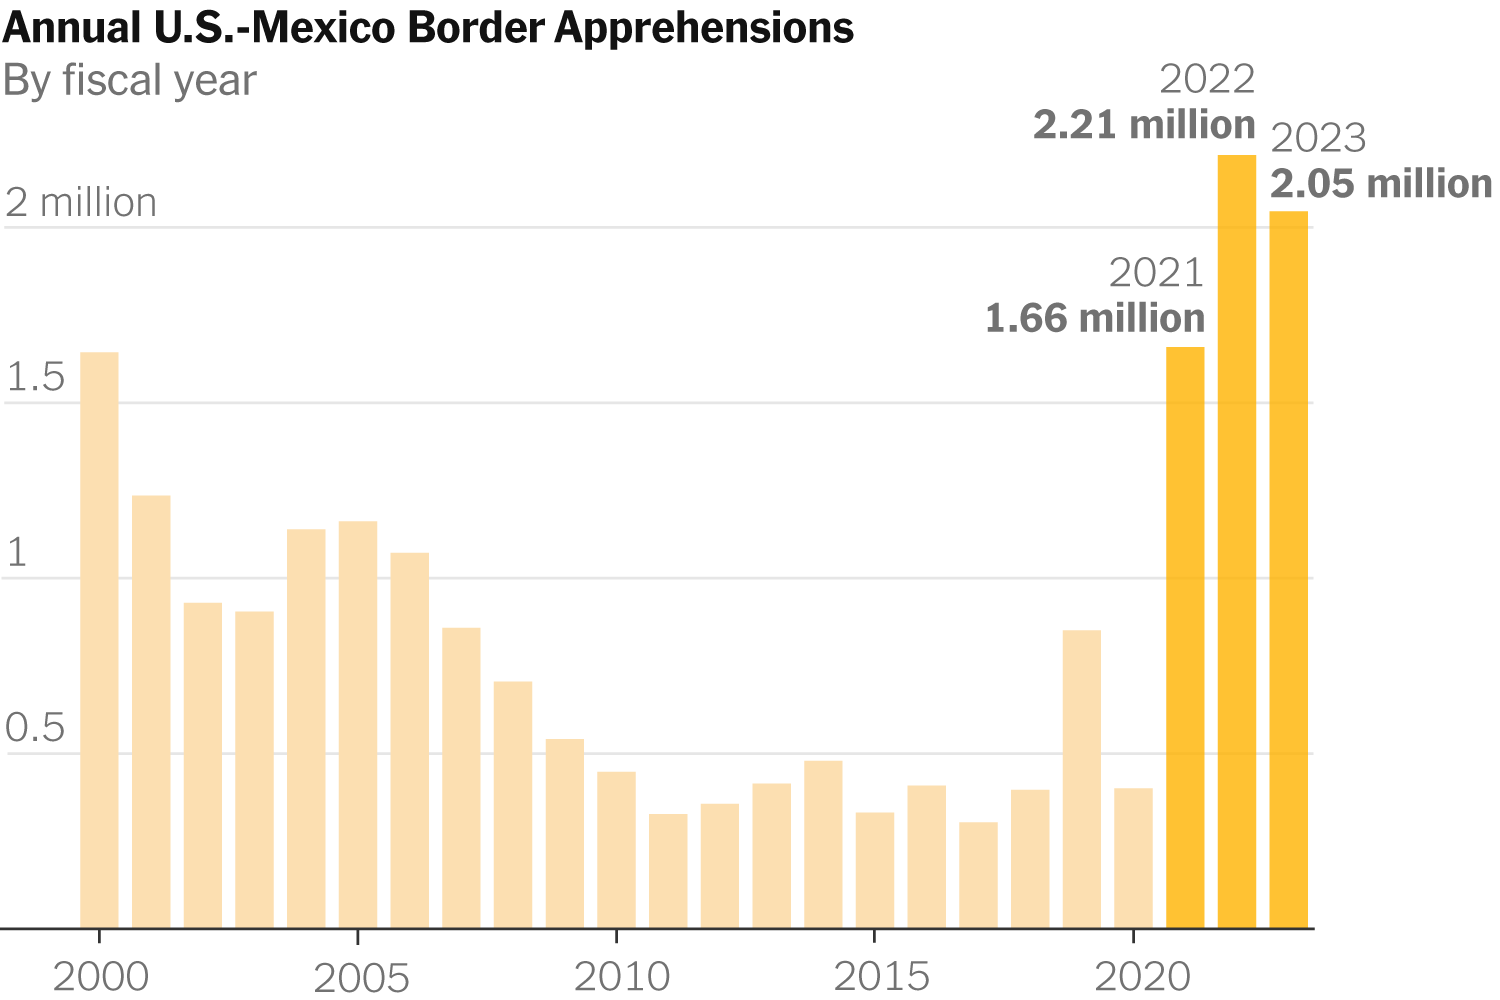 Annual U.S.-Mexico Border Apprehensions
By fiscal year
2022
2.21 million
2023
2.05 million
2 million
2021
1.66 million
1.5
1
0.5
2000
2005
2010
2015
2020